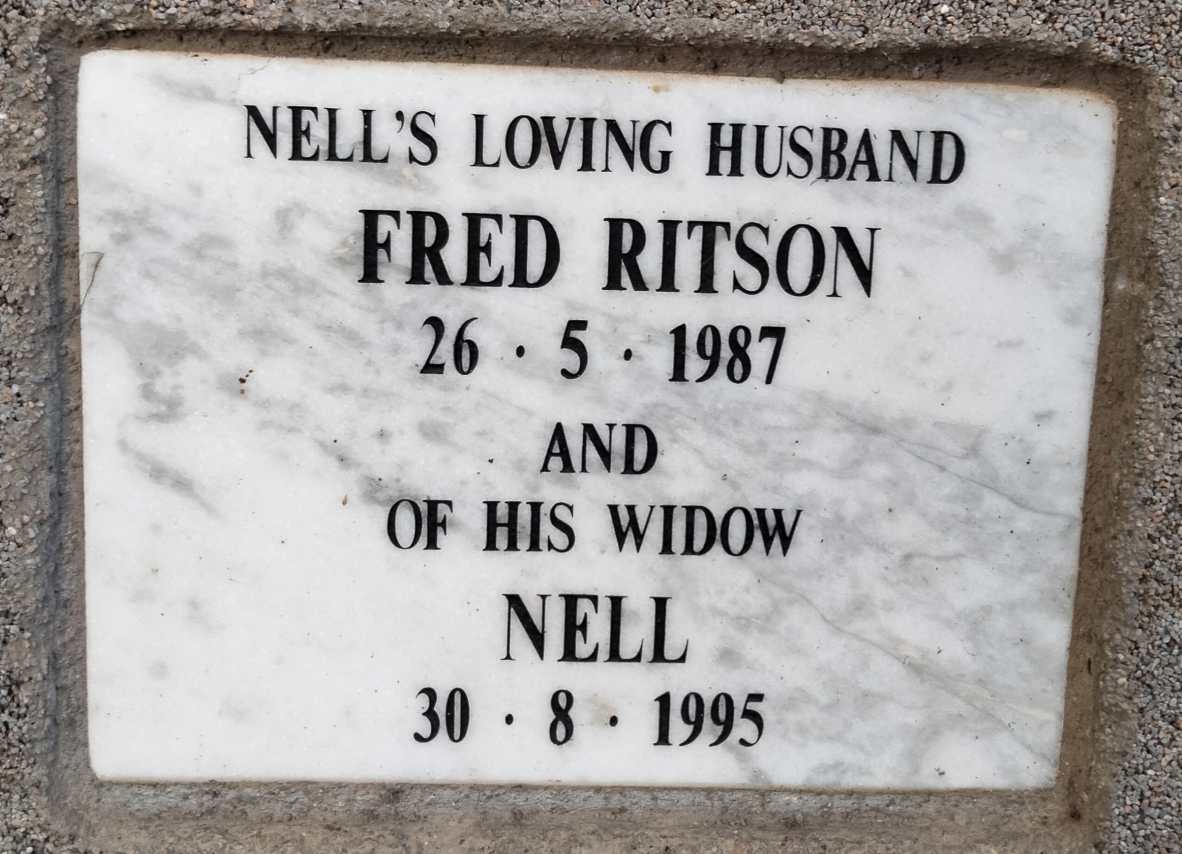 NELL'S LOVING HUSBAND
FRED RITSON
26 · 5 · 1987
AND
OF HIS WIDOW
NELL
30 · 8 · 1995